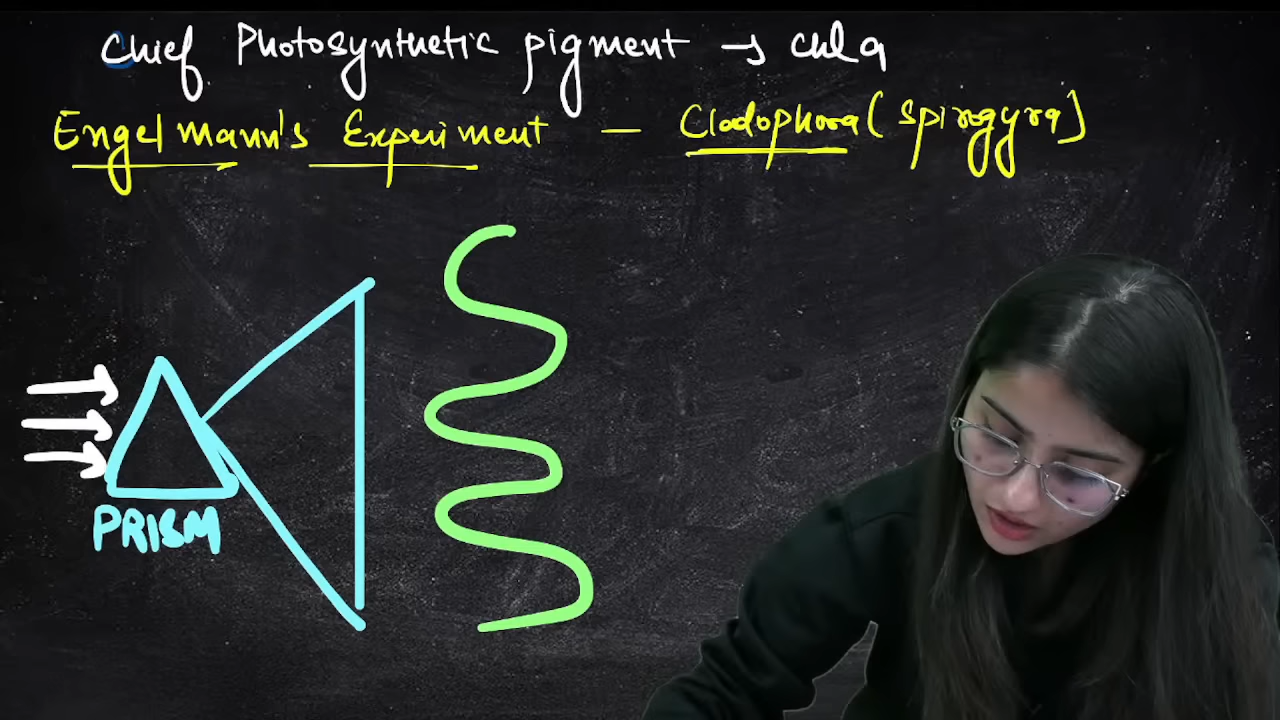 Chief Photosynthetic pigment → chl a
Engelmann's Experiment — Cladophora (Spirogyra)
PRISM